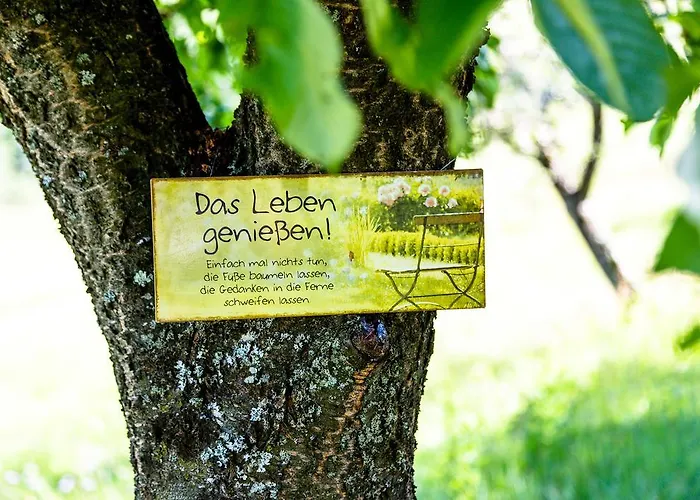 Das Leben
genießen!
Einfach mal nichts tun,
die Füße baumeln lassen,
die Gedanken in die Ferne
schweifen lassen